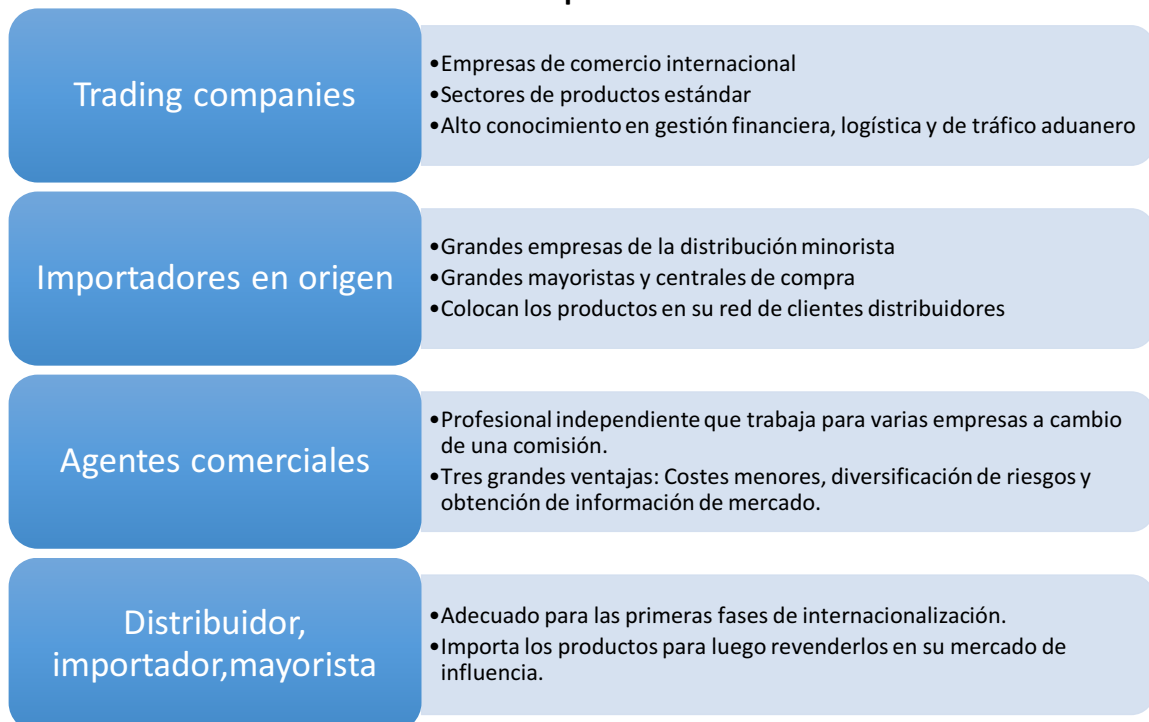 Trading companies
•Empresas de comercio internacional
•Sectores de productos estándar
•Alto conocimiento en gestión financiera, logística y de tráfico aduanero
Importadores en origen
•Grandes empresas de la distribución minorista
•Grandes mayoristas y centrales de compra
•Colocan los productos en su red de clientes distribuidores
Agentes comerciales
•Profesional independiente que trabaja para varias empresas a cambio
de una comisión.
•Tres grandes ventajas: Costes menores, diversificación de riesgos y
obtención de información de mercado.
Distribuidor,
importador,mayorista
•Adecuado para las primeras fases de internacionalización.
•Importa los productos para luego revenderlos en su mercado de
influencia.